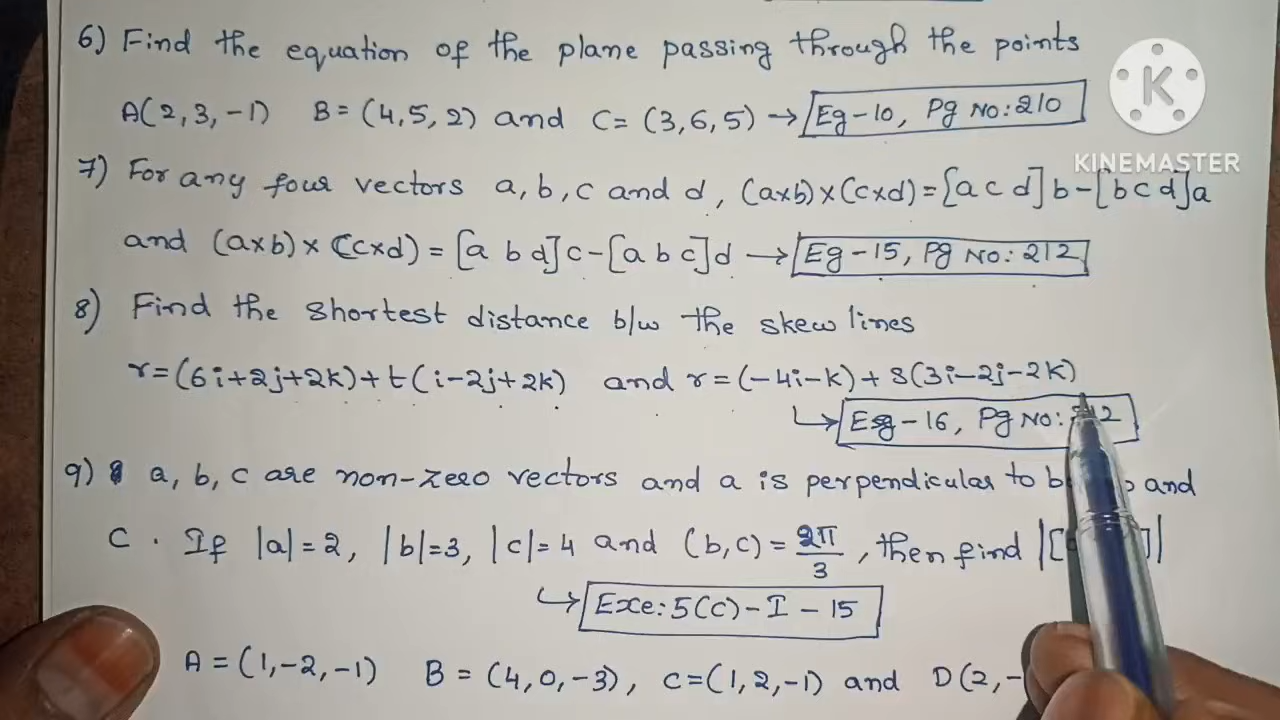 6) Find the equation of the plane passing through the points
A(2,3,-1) B=(4,5,2) and C=(3,6,5) → Eg-10, Pg No:210
K
KINEMASTER
7) For any four vectors a,b,c and d, (axb)x(cxd)=[a c d]b-[b c d]a
and (axb)x(cxd)=[a b d]c-[a b c]d → Eg-15, Pg No:212
8) Find the shortest distance b/w the skew lines
r=(6i+2j+2k)+t(i-2j+2k) and r=(-4i-k)+s(3i-2j-2k)
↳ Eg-16, Pg No:
9) a,b,c are non-zero vectors and a is perpendicular to and
c. If |a|=2, |b|=3, |c|=4 and (b,c)=2π/3, then find |[ ]|
↳ Exe:5(c)-I-15
A=(1,-2,-1) B=(4,0,-3), C=(1,2,-1) and D(2,-